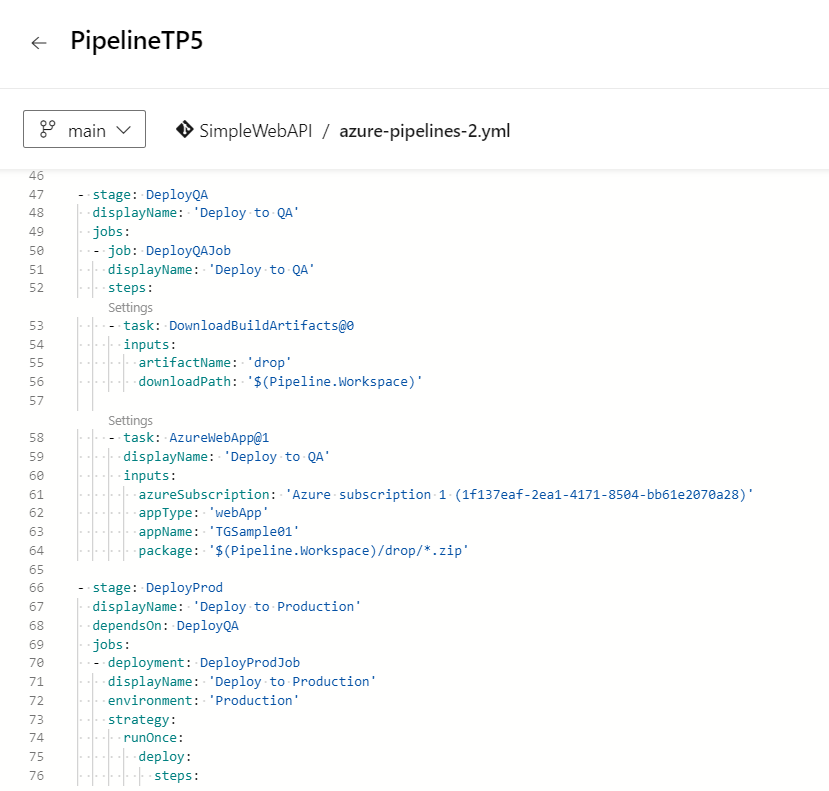 PipelineTP5
main
SimpleWebAPI / azure-pipelines-2.yml
46
47 - stage: DeployQA
48 displayName: 'Deploy to QA'
49 jobs:
50 - job: DeployQAJob
51 displayName: 'Deploy to QA'
52 steps:
Settings
53 - task: DownloadBuildArtifacts@0
54 inputs:
55 artifactName: 'drop'
56 downloadPath: '$(Pipeline.Workspace)'
57
Settings
58 - task: AzureWebApp@1
59 displayName: 'Deploy to QA'
60 inputs:
61 azureSubscription: 'Azure subscription 1 (1f137eaf-2ea1-4171-8504-bb61e2070a28)'
62 appType: 'webApp'
63 appName: 'TGSample01'
64 package: '$(Pipeline.Workspace)/drop/*.zip'
65
66 - stage: DeployProd
67 displayName: 'Deploy to Production'
68 dependsOn: DeployQA
69 jobs:
70 - deployment: DeployProdJob
71 displayName: 'Deploy to Production'
72 environment: 'Production'
73 strategy:
74 runOnce:
75 deploy:
76 steps: